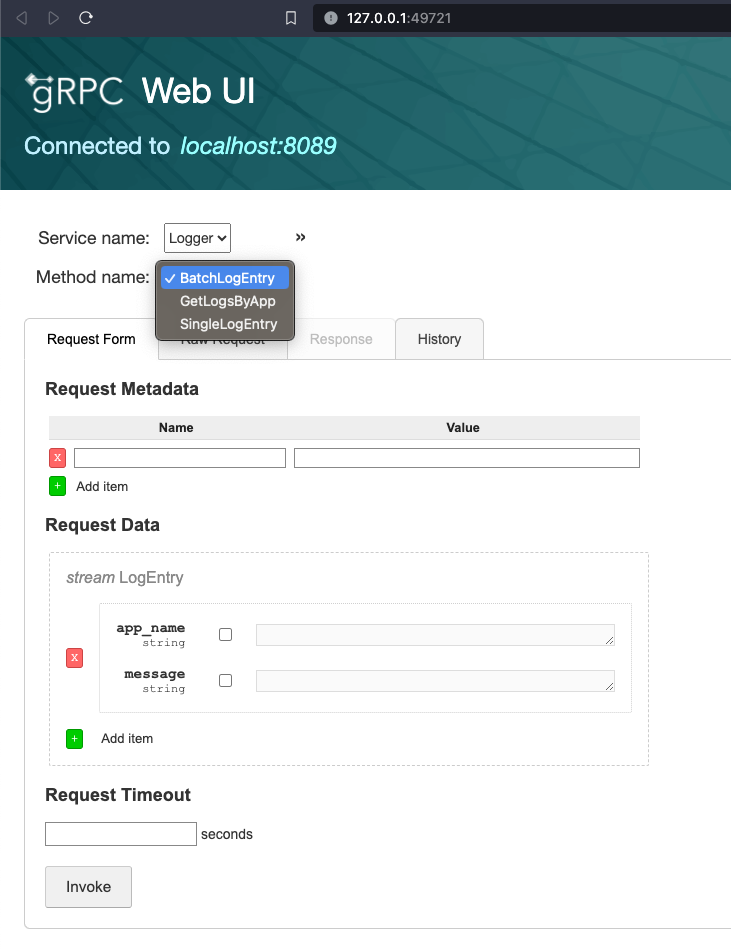 127.0.0.1:49721
gRPC Web UI
Connected to localhost:8089
Service name: Logger »
Method name: ✓ BatchLogEntry
GetLogsByApp
SingleLogEntry
Request Form Raw Request Response History
Request Metadata
Name Value
X
+ Add item
Request Data
stream LogEntry
app_name
string
X
message
string
+ Add item
Request Timeout
seconds
Invoke